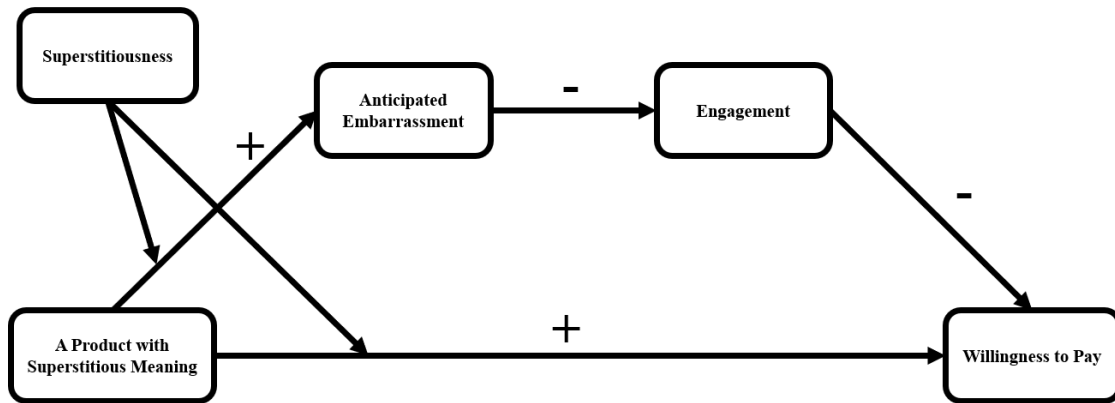 Superstitiousness
Anticipated
Embarrassment
-
Engagement
+
-
A Product with
Superstitious Meaning
+
Willingness to Pay